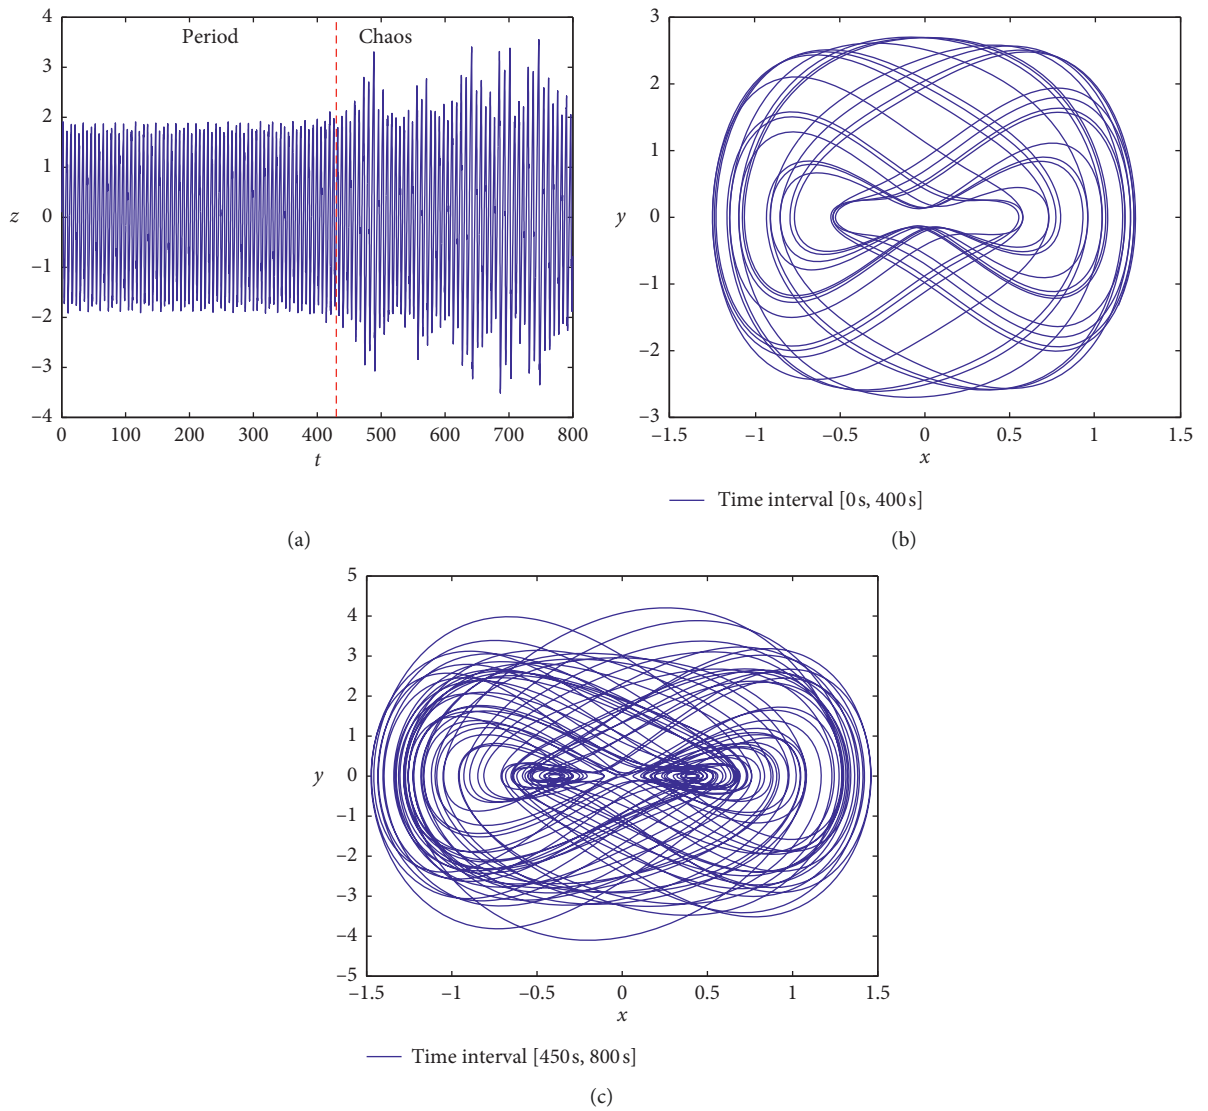 Period Chaos
4
3
2
1
0
−1
−2
−3
−4
z
0 100 200 300 400 500 600 700 800
t
(a)
3
2
1
0
−1
−2
−3
y
−1.5 −1 −0.5 0 0.5 1 1.5
x
Time interval [0 s, 400 s]
(b)
5
4
3
2
1
0
−1
−2
−3
−4
−5
y
−1.5 −1 −0.5 0 0.5 1 1.5
x
Time interval [450 s, 800 s]
(c)